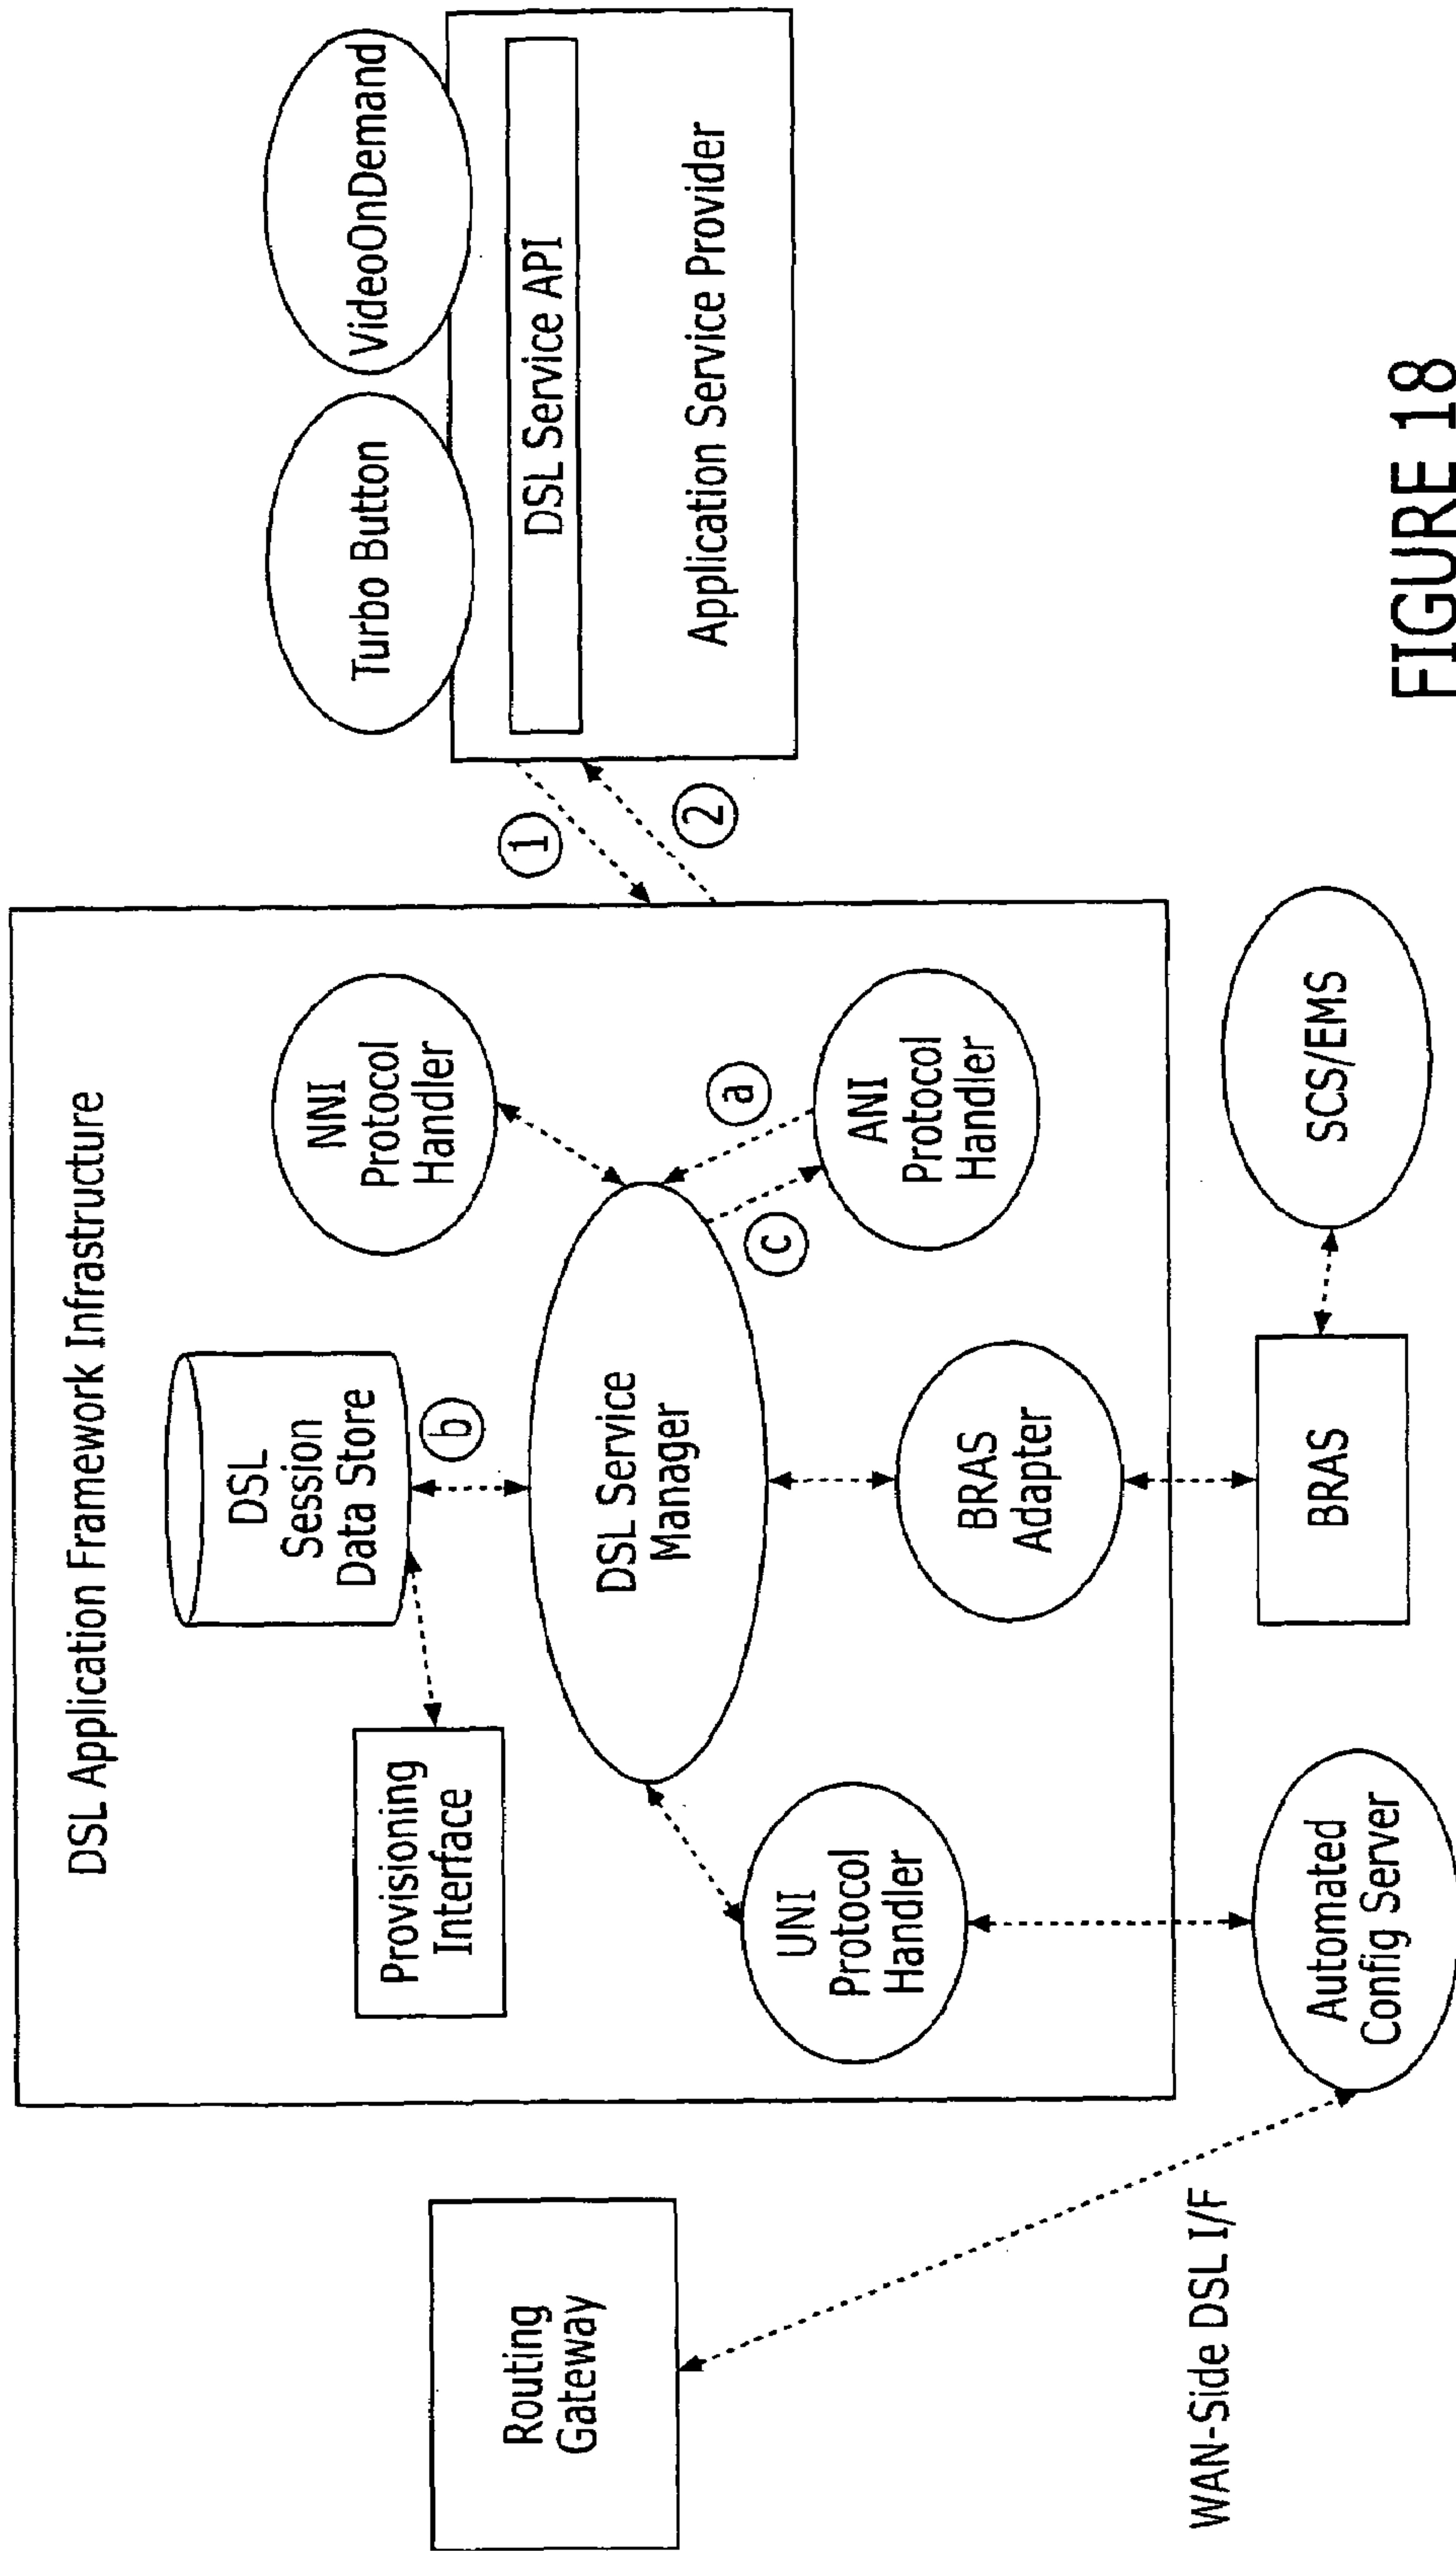 DSL Application Framework Infrastructure
Routing
Gateway
Provisioning
Interface
DSL
Session
Data Store
b
NNI
Protocol
Handler
DSL Service
Manager
a
c
UNI
Protocol
Handler
BRAS
Adapter
ANI
Protocol
Handler
1
2
Turbo Button
VideoOnDemand
DSL Service API
Application Service Provider
WAN-Side DSL I/F
Automated
Config Server
BRAS
SCS/EMS
FIGURE 18